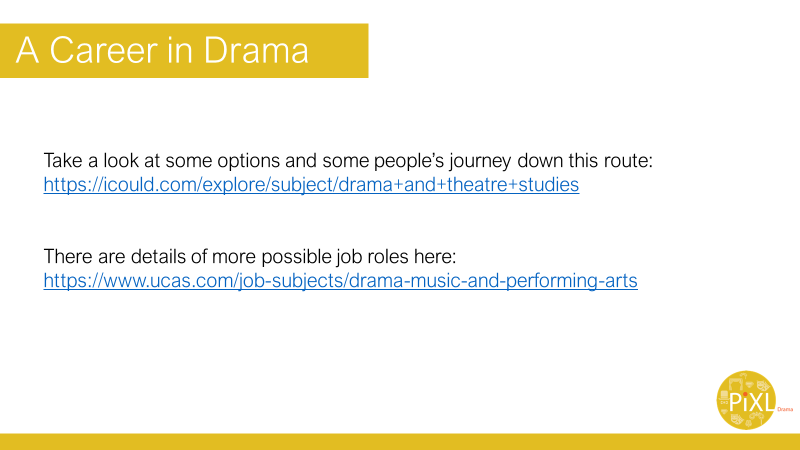 A Career in Drama
Take a look at some options and some people’s journey down this route:
https://icould.com/explore/subject/drama+and+theatre+studies
There are details of more possible job roles here:
https://www.ucas.com/job-subjects/drama-music-and-performing-arts
PiXL
Drama